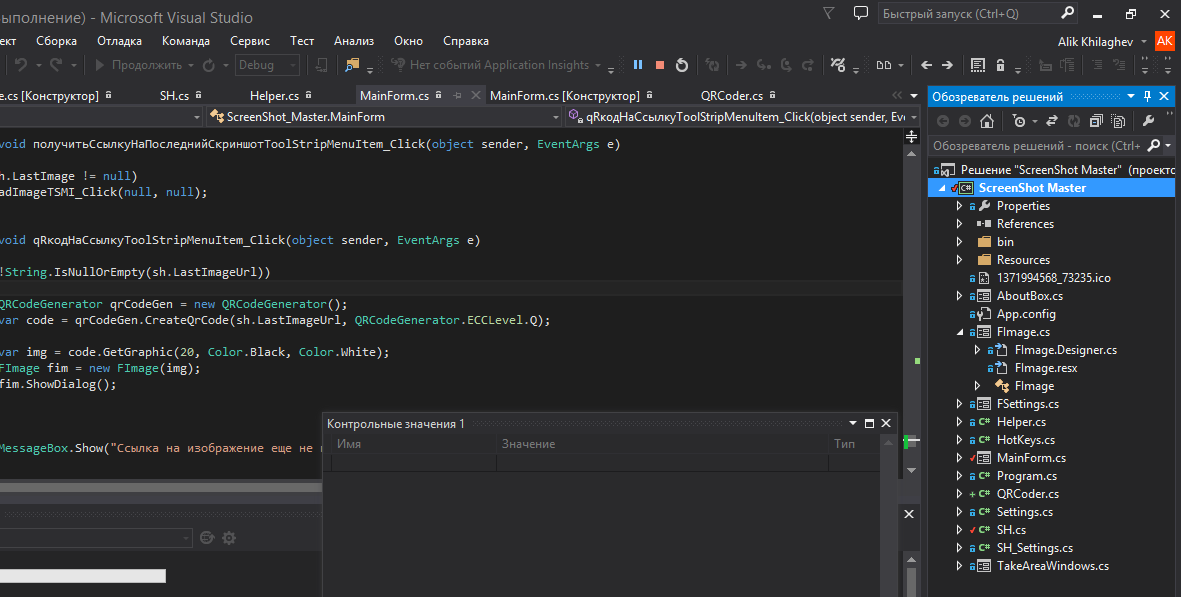 ыполнение) - Microsoft Visual Studio
Быстрый запуск (Ctrl+Q)
ект Сборка Отладка Команда Сервис Тест Анализ Окно Справка
Alik Khilaghev AK
Продолжить Debug Нет событий Application Insights
e.cs [Конструктор] SH.cs Helper.cs MainForm.cs MainForm.cs [Конструктор] QRCoder.cs
ScreenShot_Master.MainForm qRкодНаСсылкуToolStripMenuItem_Click(object sender, Eve
void получитьСсылкуНаПоследнийСкриншотToolStripMenuItem_Click(object sender, EventArgs e)
h.LastImage != null)
adImageTSMI_Click(null, null);
void qRкодНаСсылкуToolStripMenuItem_Click(object sender, EventArgs e)
!String.IsNullOrEmpty(sh.LastImageUrl))
QRCodeGenerator qrCodeGen = new QRCodeGenerator();
var code = qrCodeGen.CreateQrCode(sh.LastImageUrl, QRCodeGenerator.ECCLevel.Q);
var img = code.GetGraphic(20, Color.Black, Color.White);
FImage fim = new FImage(img);
fim.ShowDialog();
MessageBox.Show("Ссылка на изображение еще не
Контрольные значения 1
Имя Значение Тип
Обозреватель решений
Обозреватель решений - поиск (Ctrl+
Решение "ScreenShot Master" (проекто
C# ScreenShot Master
Properties
References
bin
Resources
1371994568_73235.ico
AboutBox.cs
App.config
FImage.cs
FImage.Designer.cs
FImage.resx
FImage
FSettings.cs
C# Helper.cs
C# HotKeys.cs
MainForm.cs
C# Program.cs
C# QRCoder.cs
C# Settings.cs
C# SH.cs
C# SH_Settings.cs
TakeAreaWindows.cs